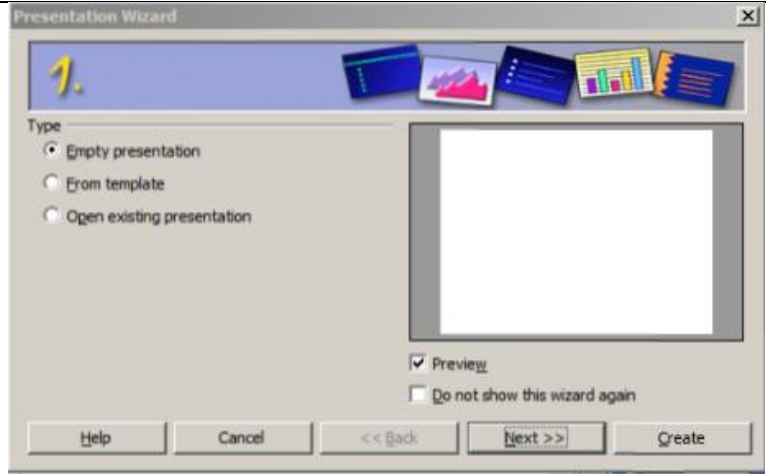 Presentation Wizard
1.
Type
Empty presentation
From template
Open existing presentation
Preview
Do not show this wizard again
Help Cancel << Back Next >> Create